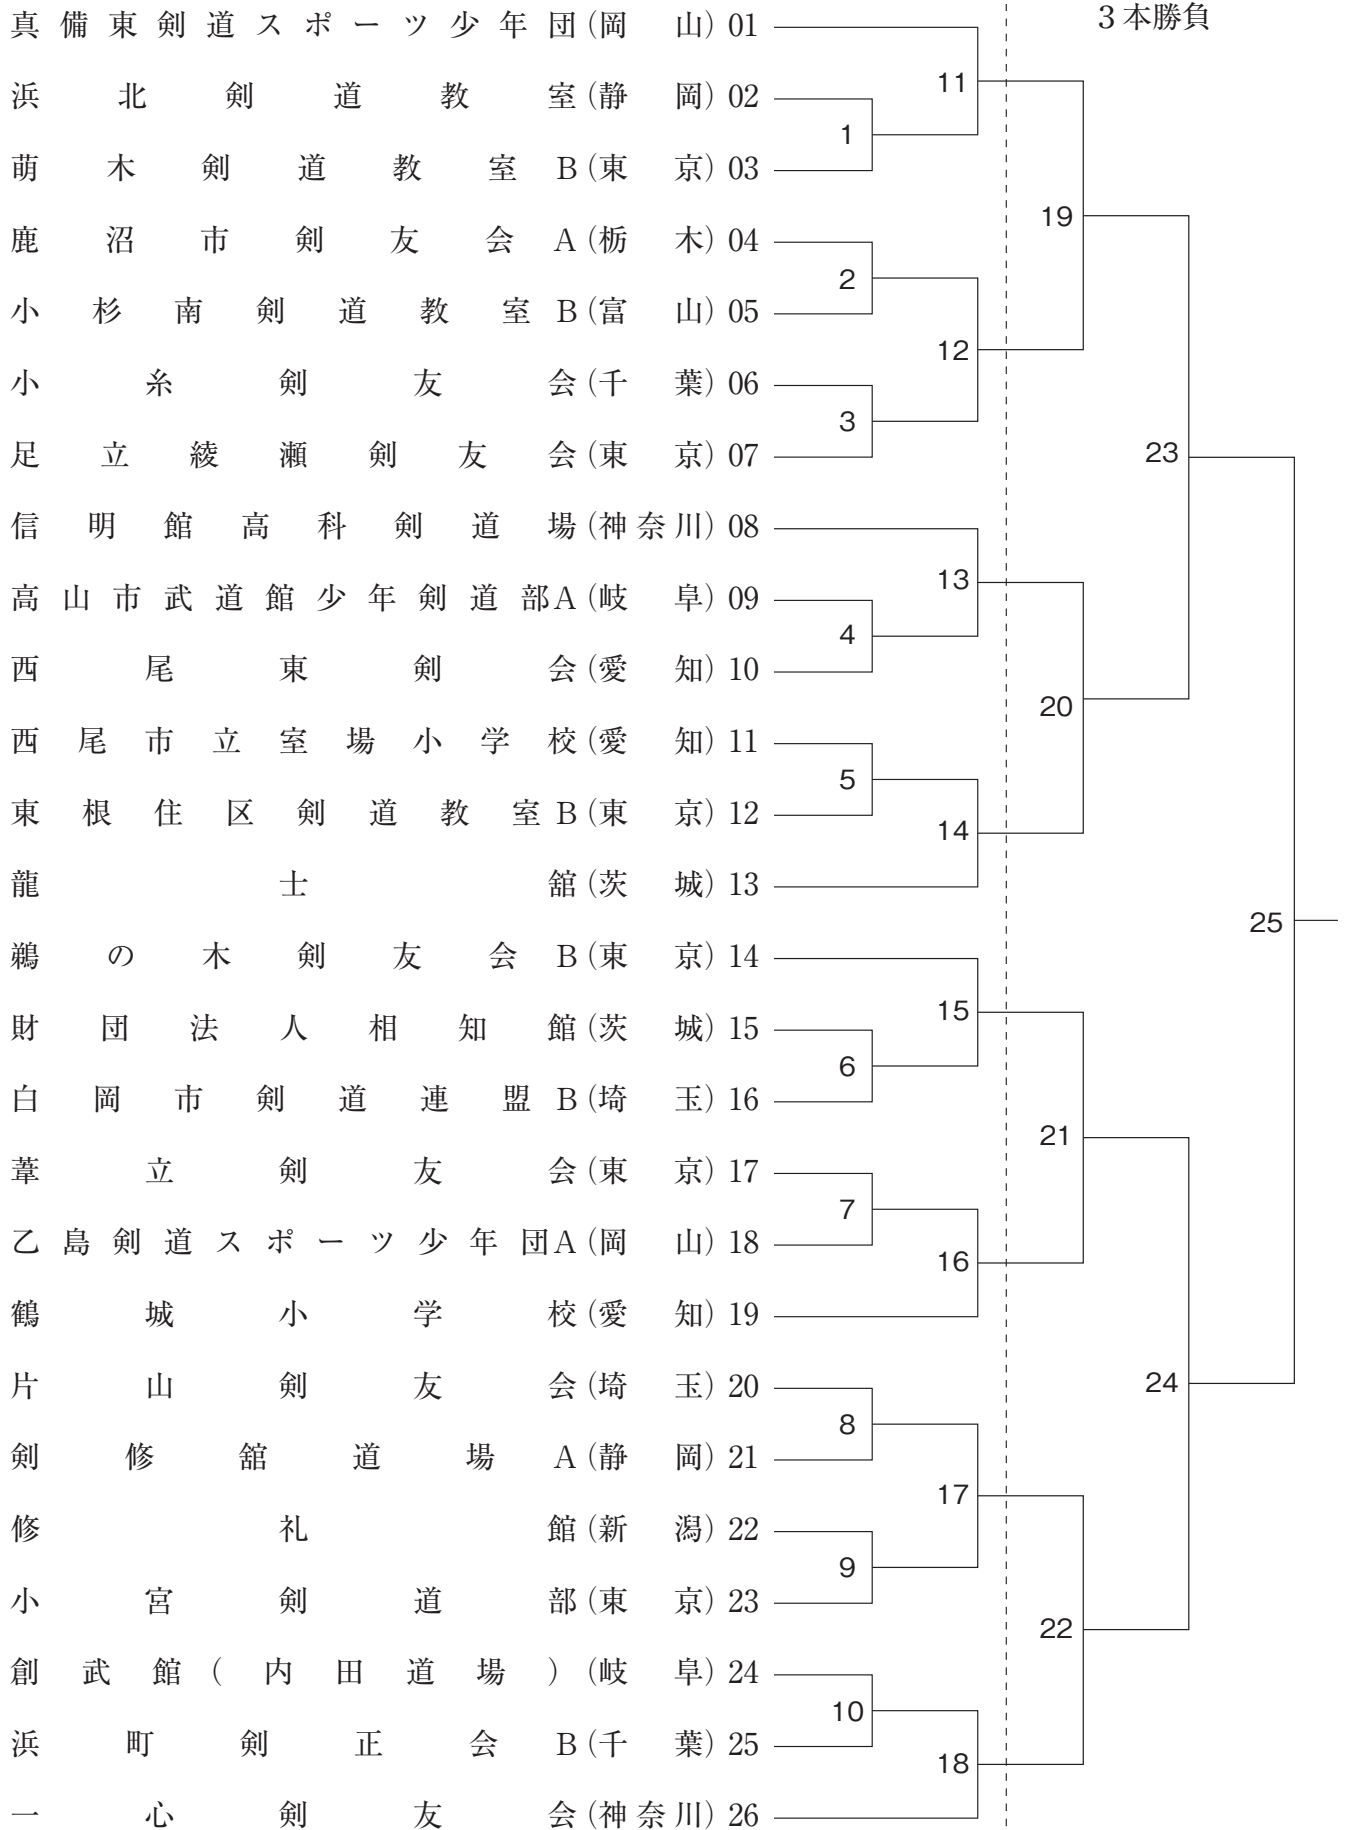 3本勝負
真備東剣道スポーツ少年団(岡山)01
浜北剣道教室(静岡)02
萌木剣道教室B(東京)03
鹿沼市剣友会A(栃木)04
小杉南剣道教室B(富山)05
小糸剣友会(千葉)06
足立綾瀬剣友会(東京)07
信明館高科剣道場(神奈川)08
高山市武道館少年剣道部A(岐阜)09
西尾東剣会(愛知)10
西尾市立室場小学校(愛知)11
東根住区剣道教室B(東京)12
龍士舘(茨城)13
鵜の木剣友会B(東京)14
財団法人相知館(茨城)15
白岡市剣道連盟B(埼玉)16
葦立剣友会(東京)17
乙島剣道スポーツ少年団A(岡山)18
鶴城小学校(愛知)19
片山剣友会(埼玉)20
剣修舘道場A(静岡)21
修礼館(新潟)22
小宮剣道部(東京)23
創武館(内田道場)(岐阜)24
浜町剣正会B(千葉)25
一心剣友会(神奈川)26
1
2
3
4
5
6
7
8
9
10
11
12
13
14
15
16
17
18
19
20
21
22
23
24
25